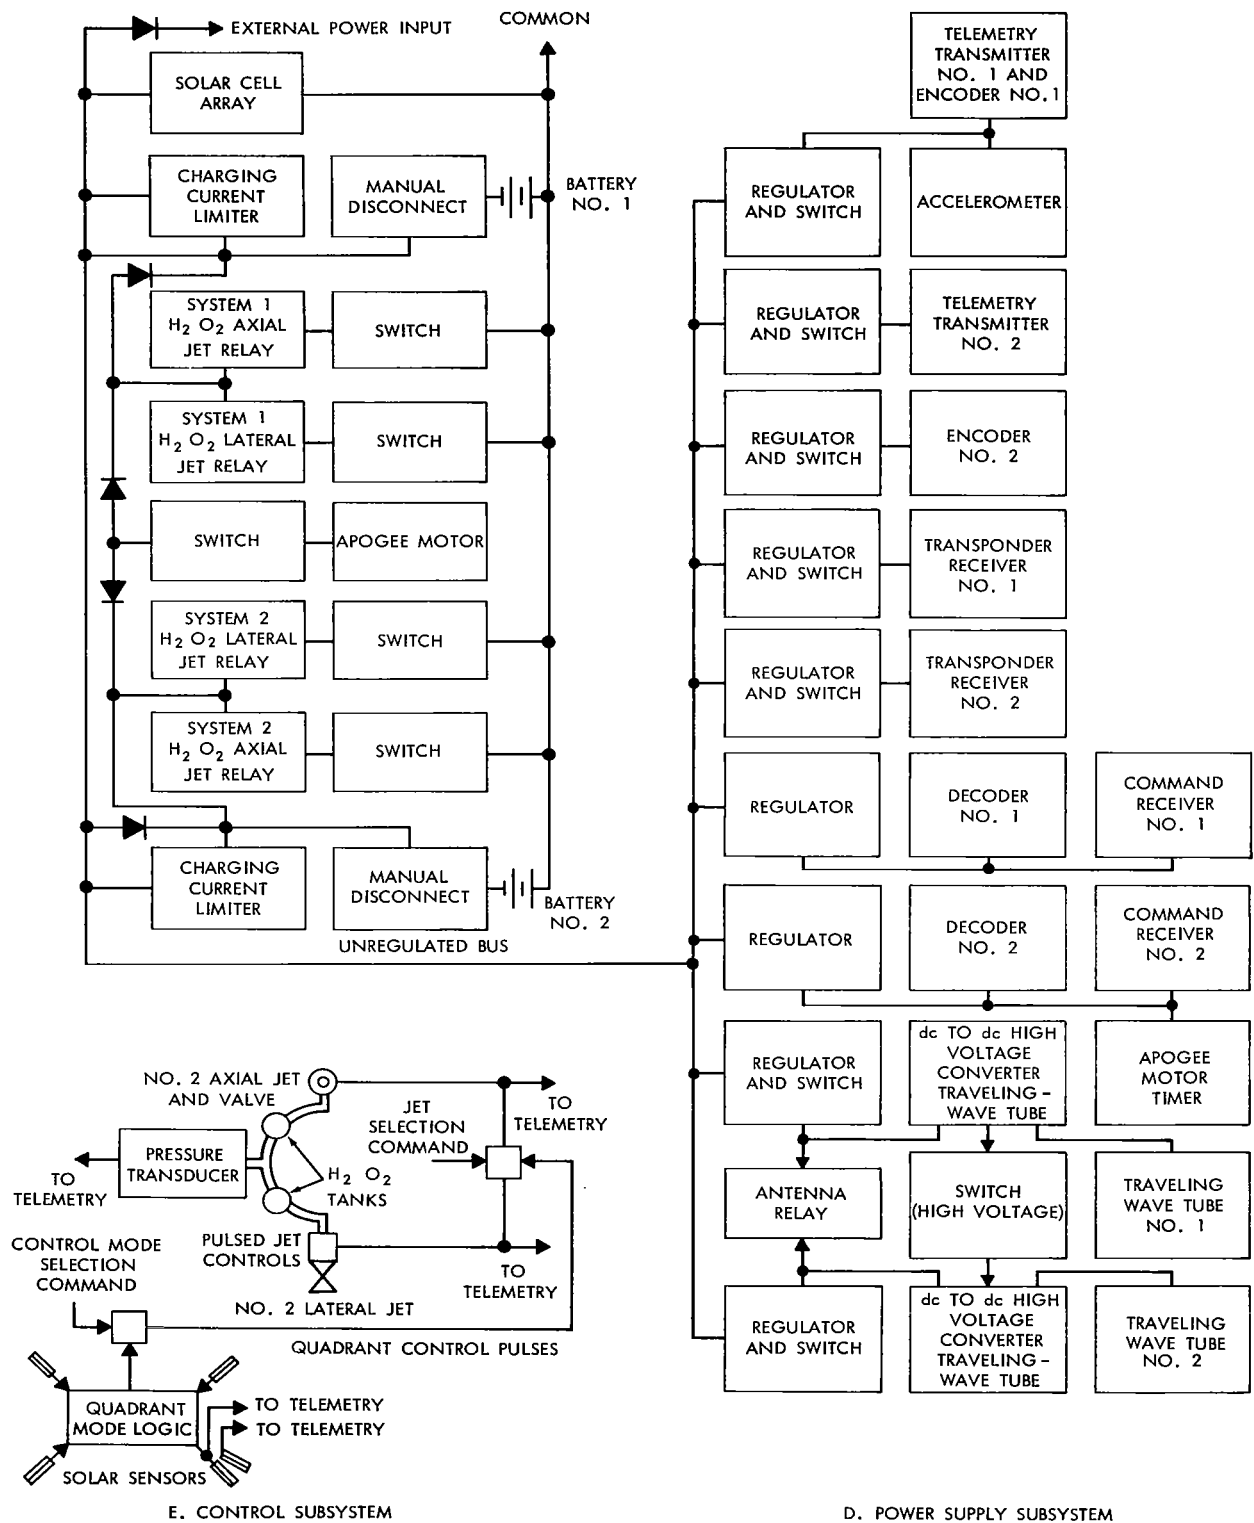 EXTERNAL POWER INPUT
COMMON
SOLAR CELL
ARRAY
CHARGING
CURRENT
LIMITER
MANUAL
DISCONNECT
BATTERY
NO. 1
SYSTEM 1
H2 O2 AXIAL
JET RELAY
SWITCH
SYSTEM 1
H2 O2 LATERAL
JET RELAY
SWITCH
SWITCH
APOGEE MOTOR
SYSTEM 2
H2 O2 LATERAL
JET RELAY
SWITCH
SYSTEM 2
H2 O2 AXIAL
JET RELAY
SWITCH
CHARGING
CURRENT
LIMITER
MANUAL
DISCONNECT
BATTERY
NO. 2
UNREGULATED BUS
TELEMETRY
TRANSMITTER
NO. 1 AND
ENCODER NO. 1
REGULATOR
AND SWITCH
ACCELEROMETER
REGULATOR
AND SWITCH
TELEMETRY
TRANSMITTER
NO. 2
REGULATOR
AND SWITCH
ENCODER
NO. 2
REGULATOR
AND SWITCH
TRANSPONDER
RECEIVER
NO. 1
REGULATOR
AND SWITCH
TRANSPONDER
RECEIVER
NO. 2
REGULATOR
DECODER
NO. 1
COMMAND
RECEIVER
NO. 1
REGULATOR
DECODER
NO. 2
COMMAND
RECEIVER
NO. 2
REGULATOR
AND SWITCH
dc TO dc HIGH
VOLTAGE
CONVERTER
TRAVELING-
WAVE TUBE
APOGEE
MOTOR
TIMER
ANTENNA
RELAY
SWITCH
(HIGH VOLTAGE)
TRAVELING
WAVE TUBE
NO. 1
REGULATOR
AND SWITCH
dc TO dc HIGH
VOLTAGE
CONVERTER
TRAVELING-
WAVE TUBE
TRAVELING
WAVE TUBE
NO. 2
NO. 2 AXIAL JET
AND VALVE
JET
SELECTION
COMMAND
TO
TELEMETRY
PRESSURE
TRANSDUCER
TO
TELEMETRY
H2 O2
TANKS
PULSED JET
CONTROLS
TO
TELEMETRY
NO. 2 LATERAL JET
CONTROL MODE
SELECTION
COMMAND
QUADRANT CONTROL PULSES
QUADRANT
MODE LOGIC
TO TELEMETRY
TO TELEMETRY
SOLAR SENSORS
E. CONTROL SUBSYSTEM
D. POWER SUPPLY SUBSYSTEM